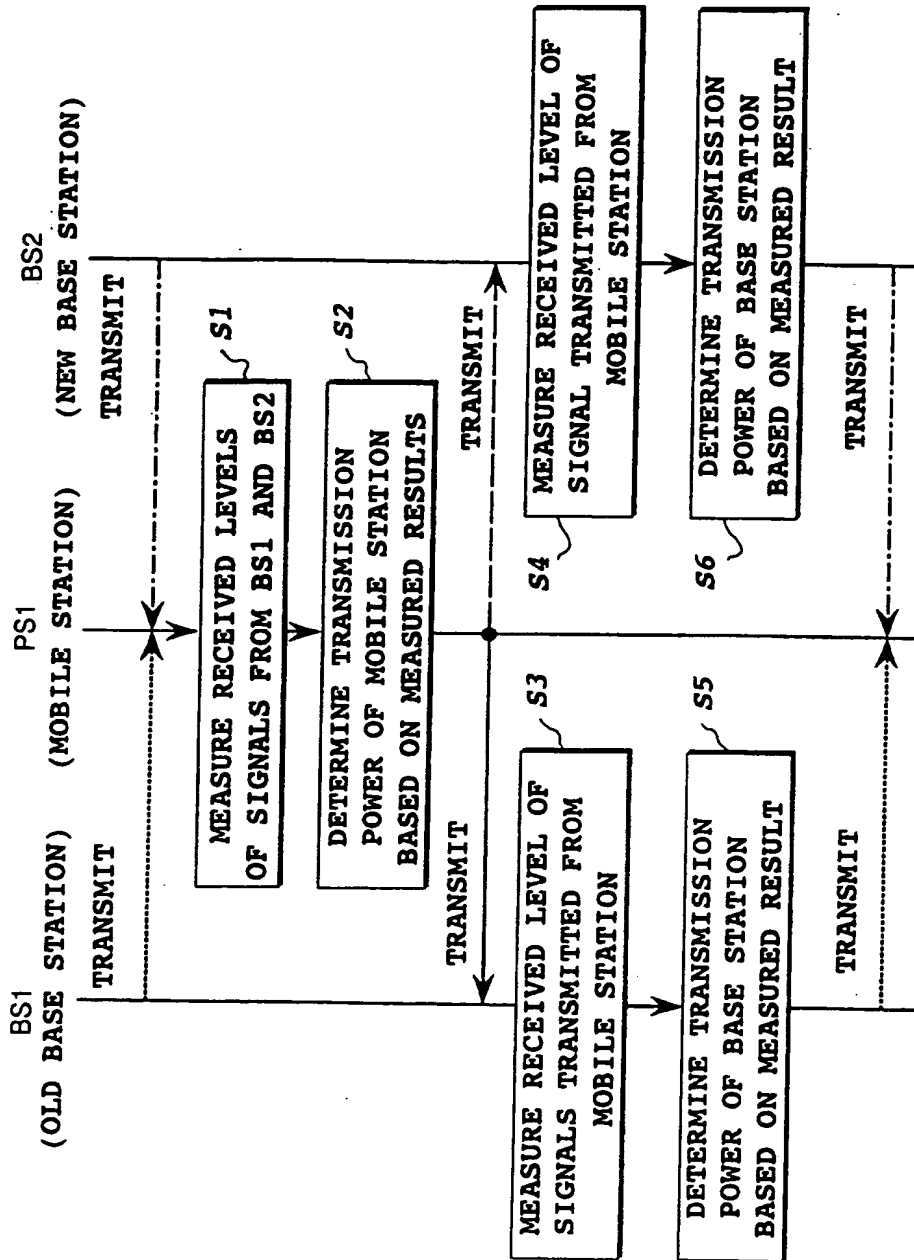 BS1
(OLD BASE STATION)
PS1
(MOBILE STATION)
BS2
(NEW BASE STATION)
TRANSMIT
TRANSMIT
MEASURE RECEIVED LEVELS
OF SIGNALS FROM BS1 AND BS2
S1
DETERMINE TRANSMISSION
POWER OF MOBILE STATION
BASED ON MEASURED RESULTS
S2
TRANSMIT
TRANSMIT
MEASURE RECEIVED LEVEL OF
SIGNALS TRANSMITTED FROM
MOBILE STATION
S3
S4
MEASURE RECEIVED LEVEL OF
SIGNAL TRANSMITTED FROM
MOBILE STATION
DETERMINE TRANSMISSION
POWER OF BASE STATION
BASED ON MEASURED RESULT
S5
S6
DETERMINE TRANSMISSION
POWER OF BASE STATION
BASED ON MEASURED RESULT
TRANSMIT
TRANSMIT